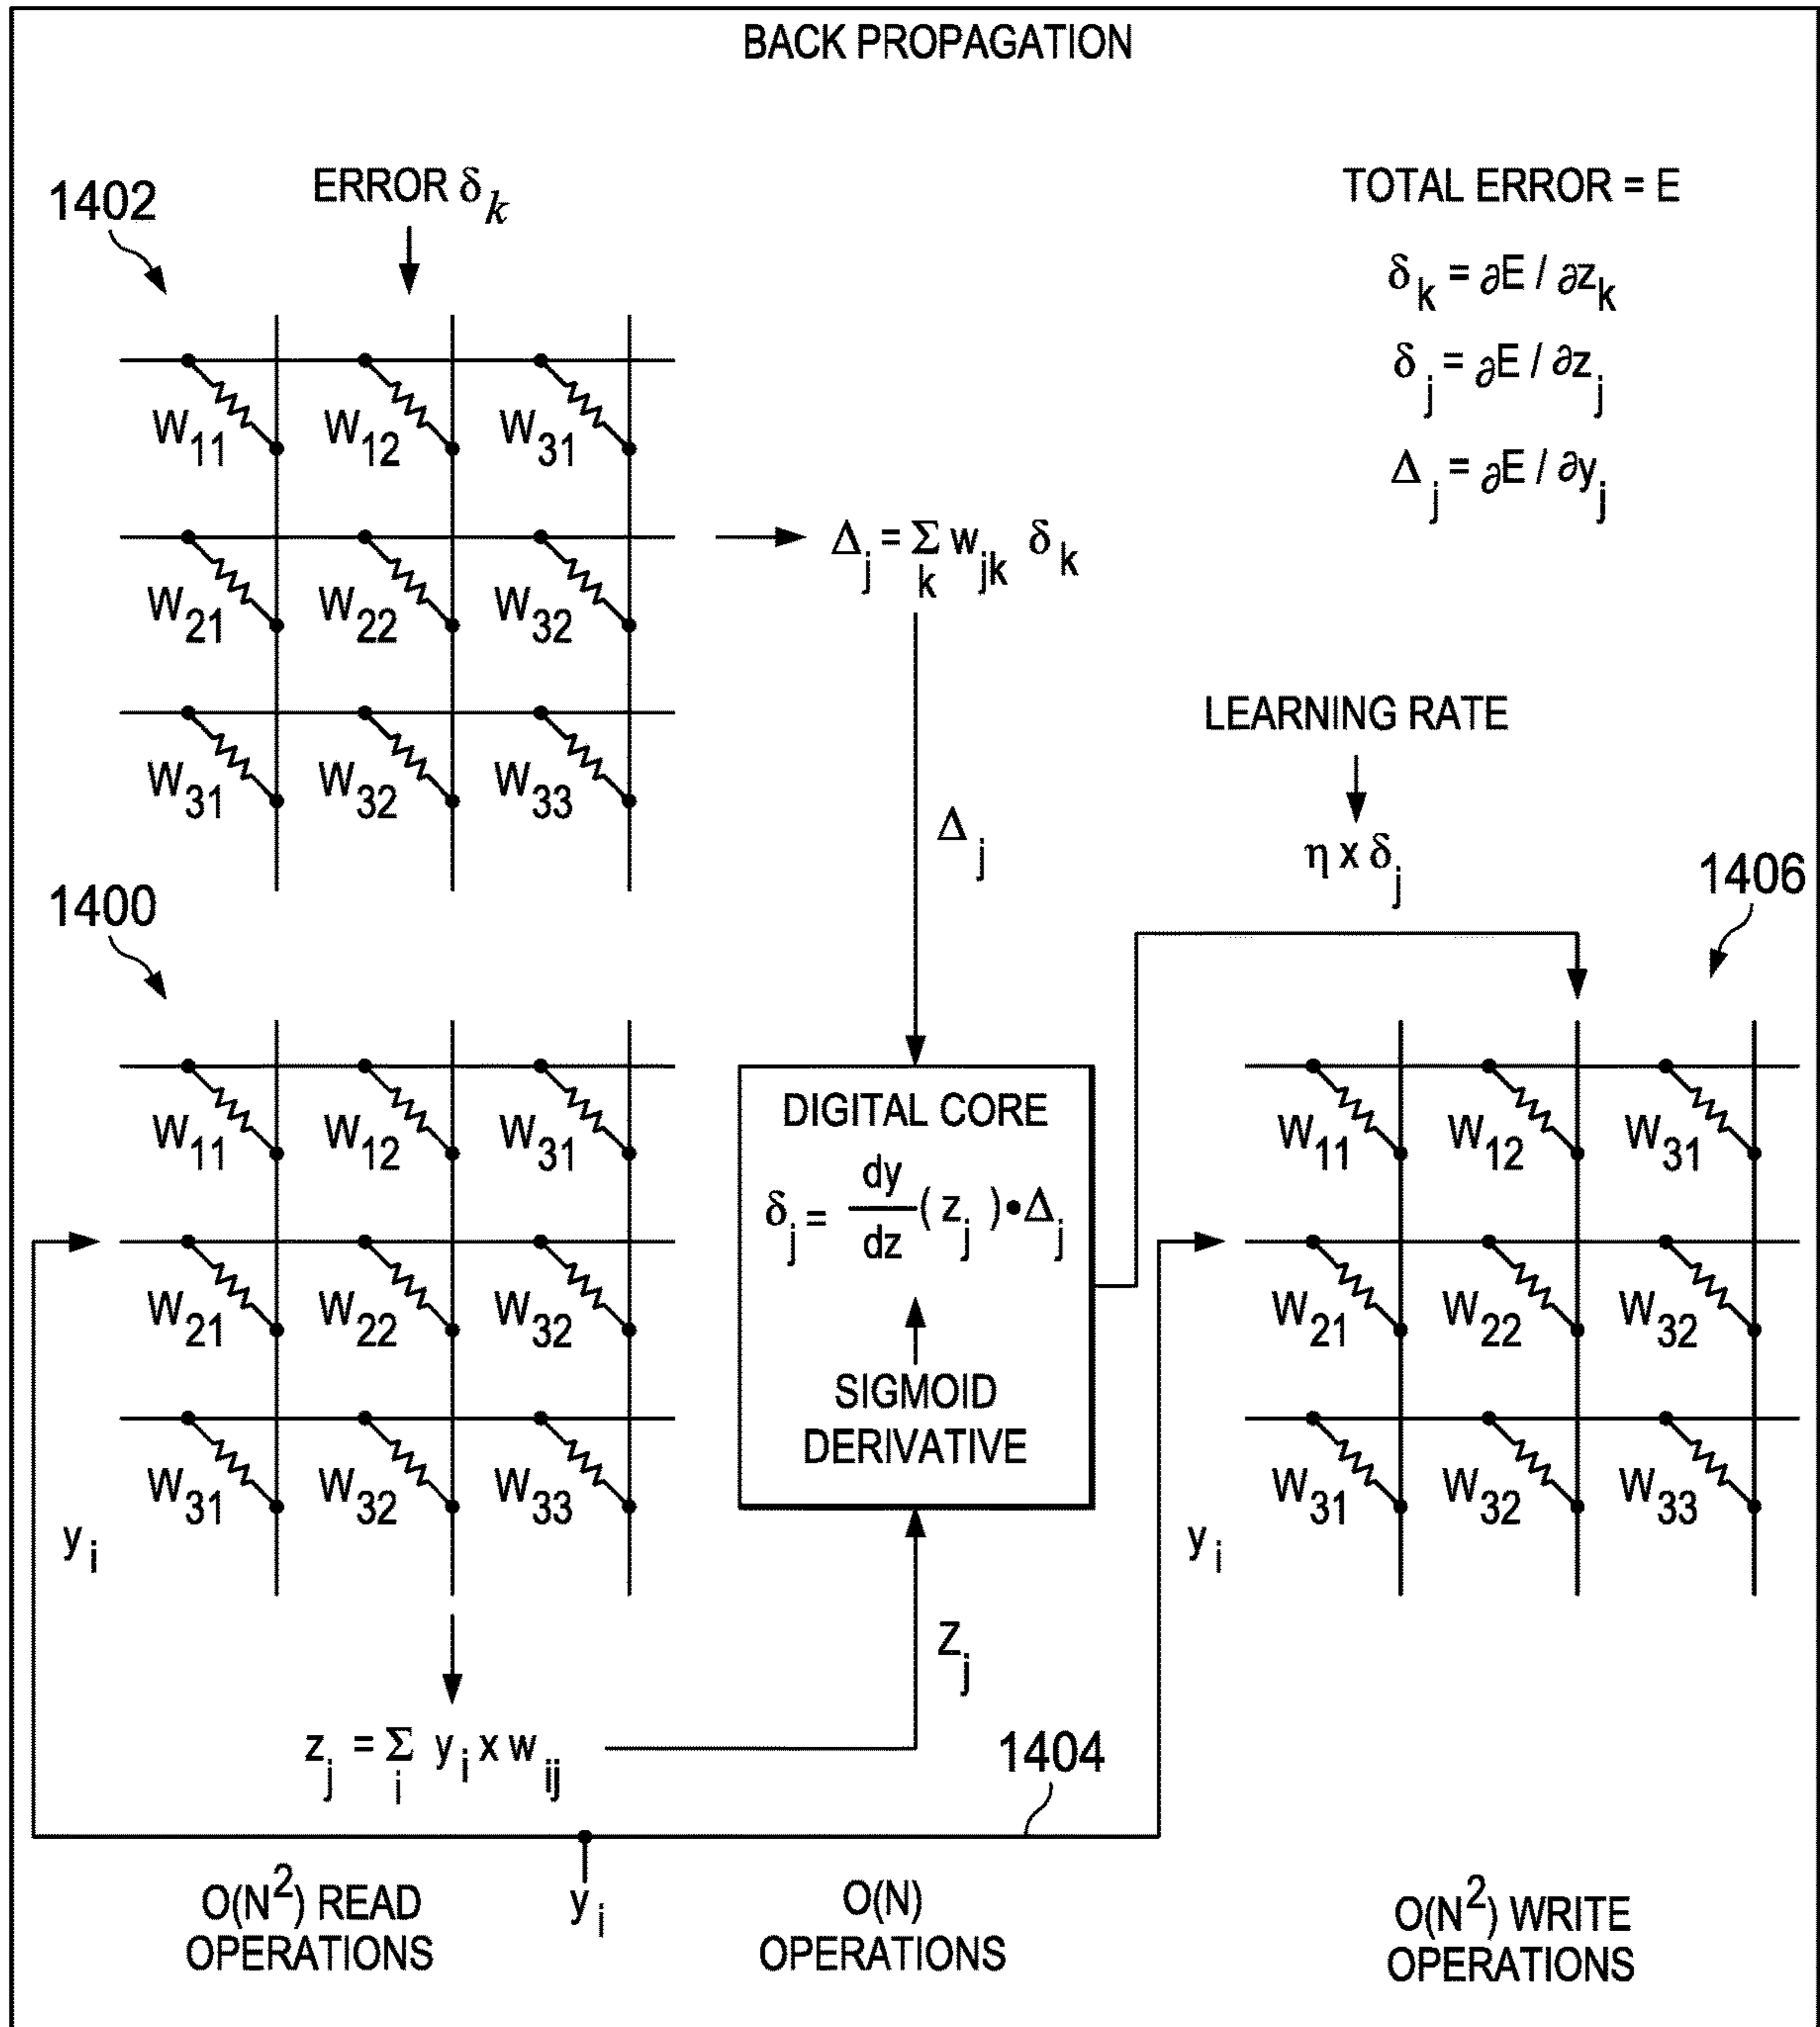 BACK PROPAGATION
1402
ERROR δk
TOTAL ERROR = E
δk = ∂E / ∂zk
δj = ∂E / ∂zj
Δj = ∂E / ∂yj
W11 W12 W31
W21 W22 W32
W31 W32 W33
Δj = Σk wjk δk
LEARNING RATE
Δj
η x δj
1400
1406
W11 W12 W31
W21 W22 W32
W31 W32 W33
yi
DIGITAL CORE
δj = dy/dz ( zj ) • Δj
SIGMOID
DERIVATIVE
W11 W12 W31
W21 W22 W32
W31 W32 W33
yi
zj
zj = Σi yi x wij
1404
yi
O(N²) READ
OPERATIONS
O(N)
OPERATIONS
O(N²) WRITE
OPERATIONS